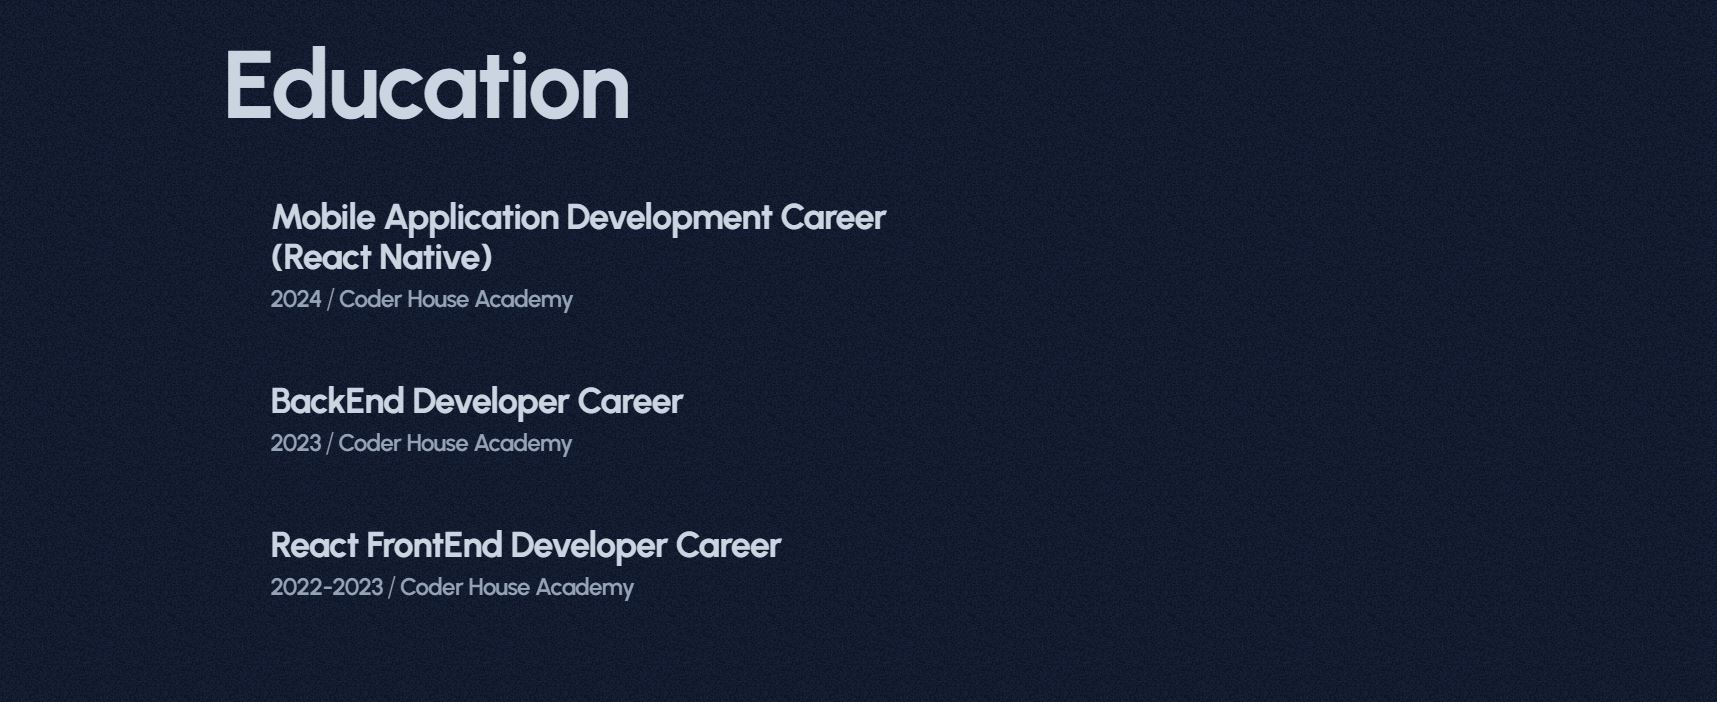 Education
Mobile Application Development Career
(React Native)
2024 / Coder House Academy
BackEnd Developer Career
2023 / Coder House Academy
React FrontEnd Developer Career
2022-2023 / Coder House Academy